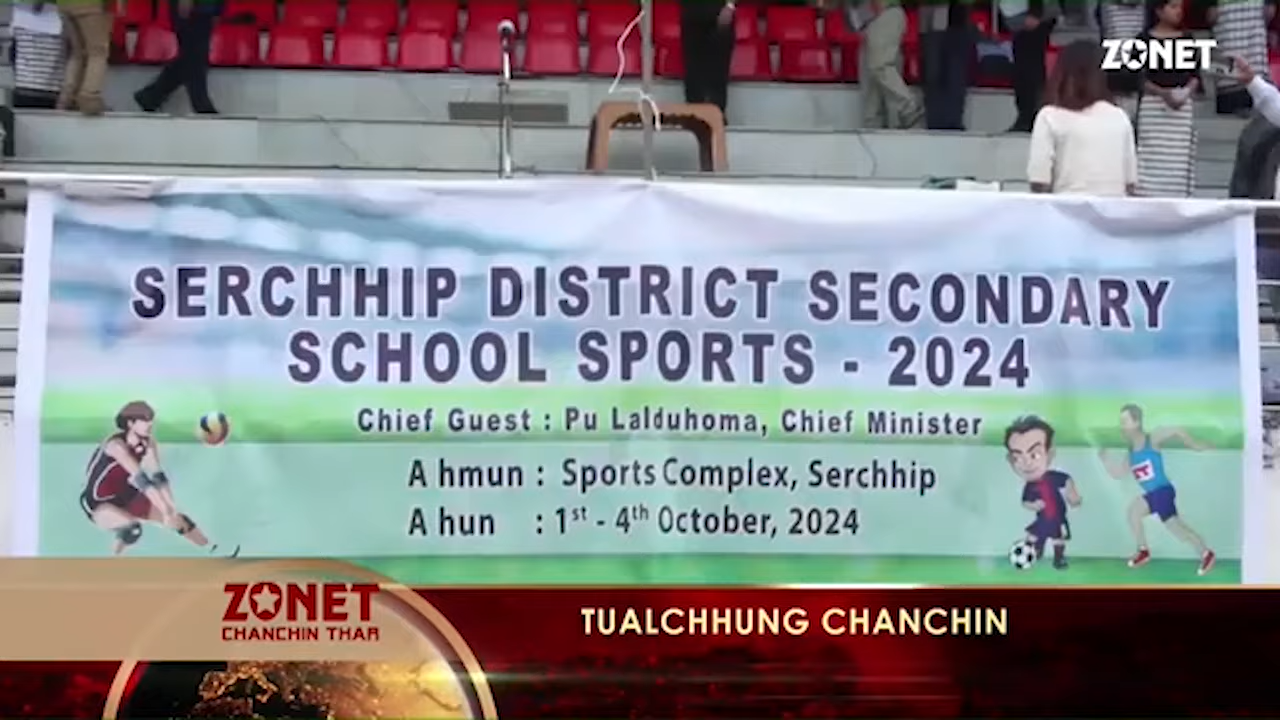 ZONET
SERCHHIP DISTRICT SECONDARY
SCHOOL SPORTS - 2024
Chief Guest : Pu Lalduhoma, Chief Minister
A hmun : Sports Complex, Serchhip
A hun : 1st - 4th October, 2024
ZONET
CHANCHIN THAR
TUALCHHUNG CHANCHIN